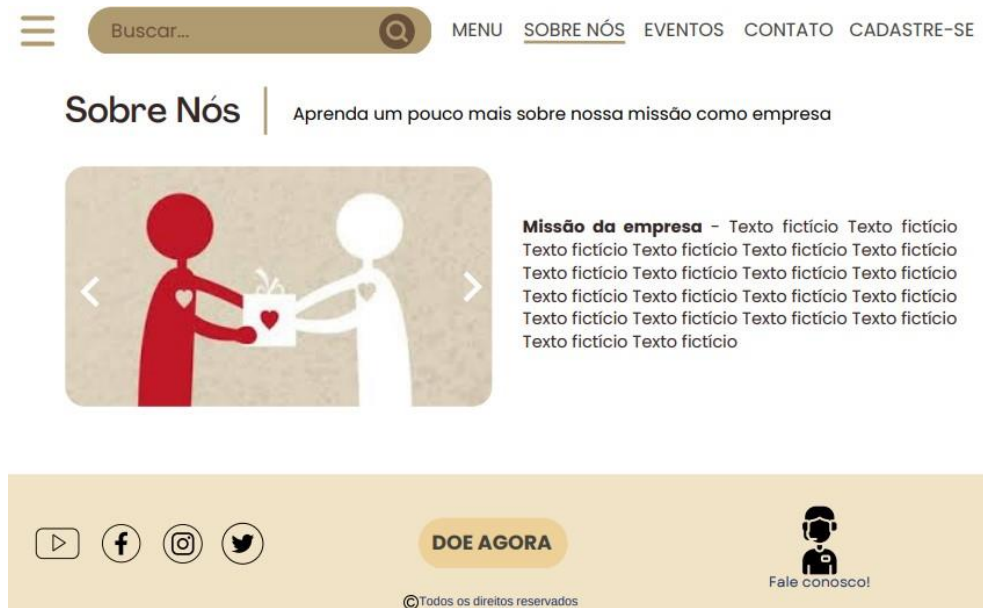 Buscar...
MENU SOBRE NÓS EVENTOS CONTATO CADASTRE-SE
Sobre Nós
Aprenda um pouco mais sobre nossa missão como empresa
Missão da empresa - Texto fictício Texto fictício
Texto fictício Texto fictício Texto fictício Texto fictício
Texto fictício Texto fictício Texto fictício Texto fictício
Texto fictício Texto fictício Texto fictício Texto fictício
Texto fictício Texto fictício Texto fictício Texto fictício
Texto fictício Texto fictício
DOE AGORA
Fale conosco!
©Todos os direitos reservados